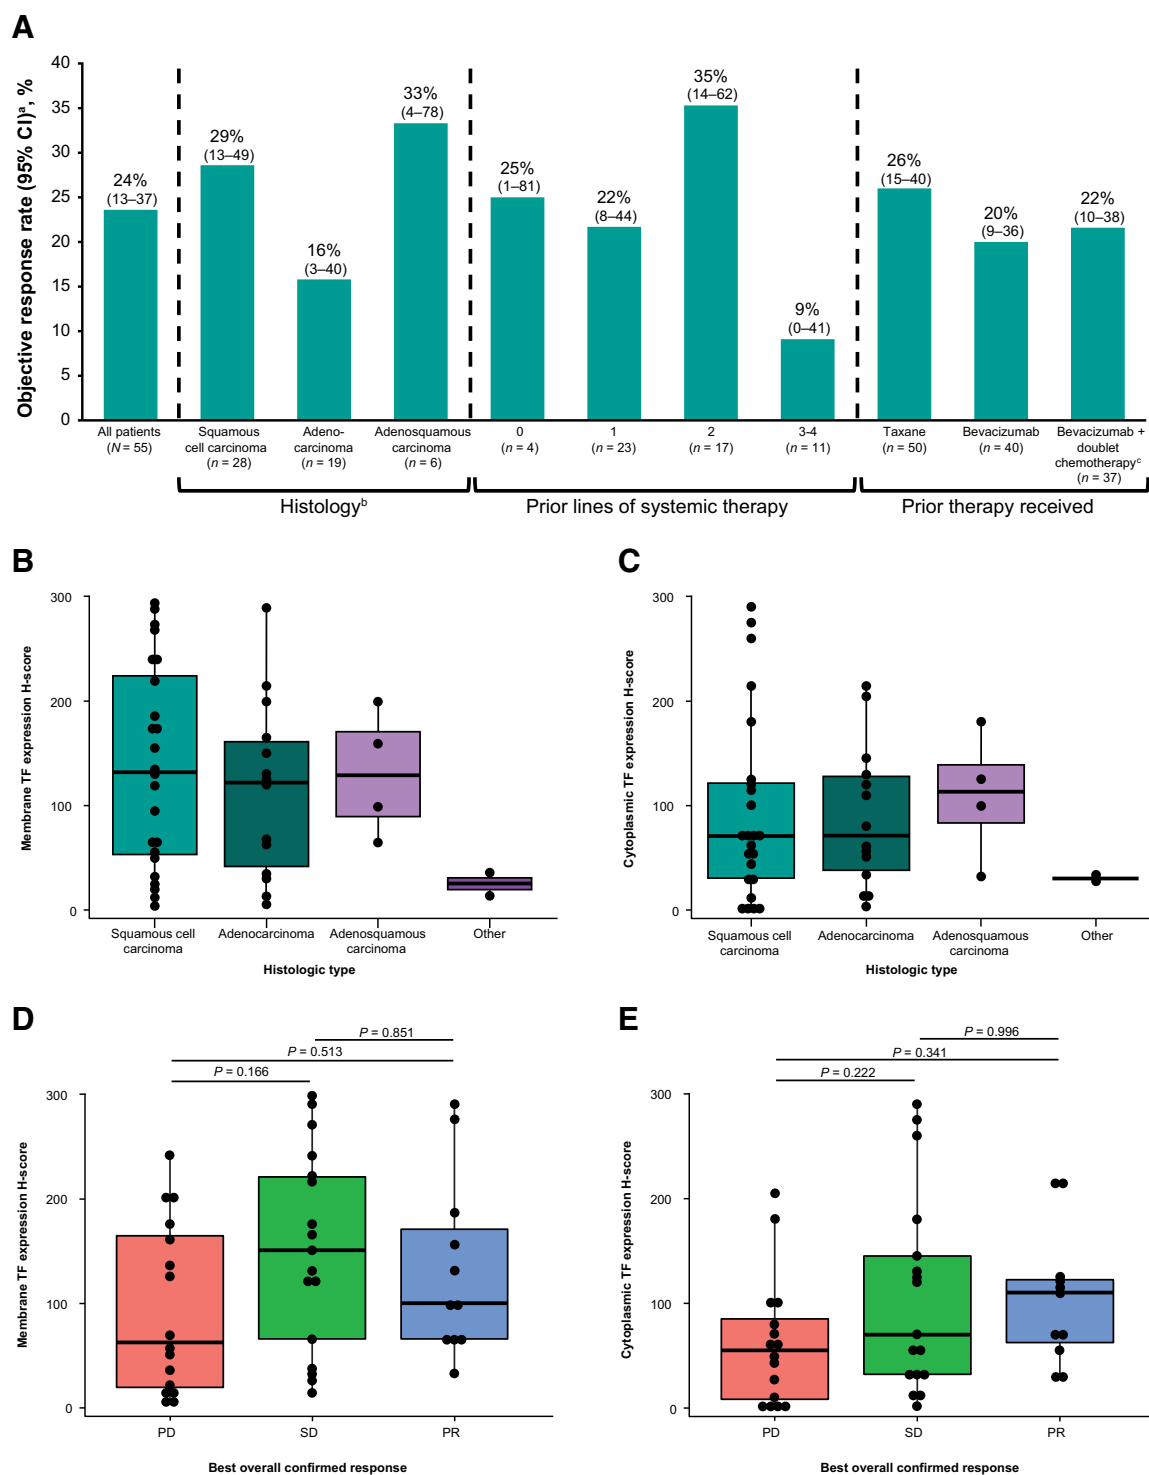 A
Objective response rate (95% CI)ᵃ, %
40
35
30
25
20
15
10
5
0
24%
(13–37)
29%
(13–49)
16%
(3–40)
33%
(4–78)
25%
(1–81)
22%
(8–44)
35%
(14–62)
9%
(0–41)
26%
(15–40)
20%
(9–36)
22%
(10–38)
All patients
(N = 55)
Squamous
cell carcinoma
(n = 28)
Adeno-
carcinoma
(n = 19)
Adenosquamous
carcinoma
(n = 6)
0
(n = 4)
1
(n = 23)
2
(n = 17)
3-4
(n = 11)
Taxane
(n = 50)
Bevacizumab
(n = 40)
Bevacizumab +
doublet
chemotherapyᶜ
(n = 37)
Histologyᵇ
Prior lines of systemic therapy
Prior therapy received
B
Membrane TF expression H-score
300
200
100
0
Squamous cell
carcinoma
Adenocarcinoma
Adenosquamous
carcinoma
Other
Histologic type
C
Cytoplasmic TF expression H-score
300
200
100
0
Squamous cell
carcinoma
Adenocarcinoma
Adenosquamous
carcinoma
Other
Histologic type
D
P = 0.851
P = 0.513
P = 0.166
Membrane TF expression H-score
300
200
100
0
PD
SD
PR
Best overall confirmed response
E
P = 0.996
P = 0.341
P = 0.222
Cytoplasmic TF expression H-score
300
200
100
0
PD
SD
PR
Best overall confirmed response